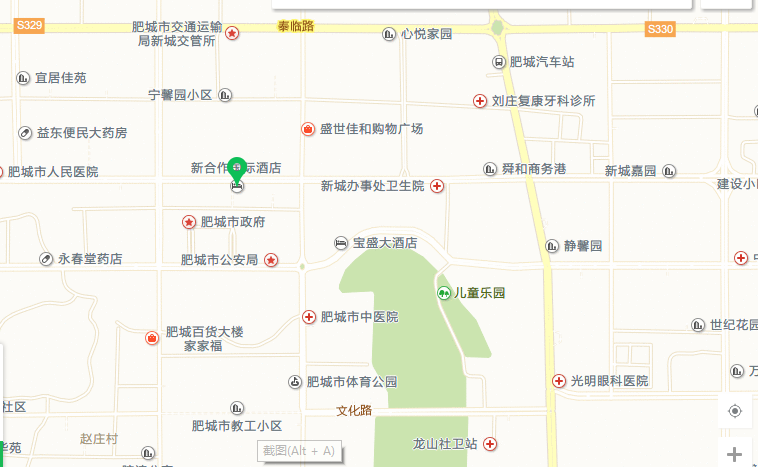 S329
肥城市交通运输
局新城交管所
泰临路
心悦家园
S330
肥城汽车站
宜居佳苑
宁馨园小区
刘庄复康牙科诊所
益东便民大药房
盛世佳和购物广场
肥城市人民医院
新合作国际酒店
舜和商务港
新城嘉园
新城办事处卫生院
建设小
肥城市政府
宝盛大酒店
静馨园
永春堂药店
肥城市公安局
儿童乐园
肥城市中医院
世纪花园
肥城百货大楼
家家福
肥城市体育公园
光明眼科医院
社区
文化路
肥城市教工小区
赵庄村
龙山社卫站
截图(Alt + A)